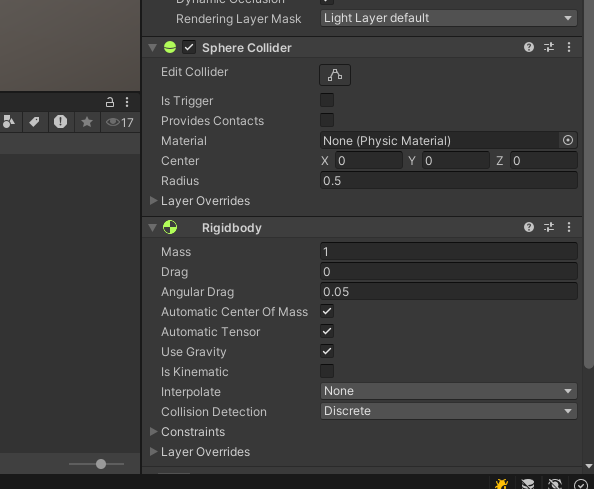 Dynamic Occlusion
Rendering Layer Mask Light Layer default
Sphere Collider
Edit Collider
Is Trigger
Provides Contacts
17
Material None (Physic Material)
Center X 0 Y 0 Z 0
Radius 0.5
Layer Overrides
Rigidbody
Mass 1
Drag 0
Angular Drag 0.05
Automatic Center Of Mass
Automatic Tensor
Use Gravity
Is Kinematic
Interpolate None
Collision Detection Discrete
Constraints
Layer Overrides